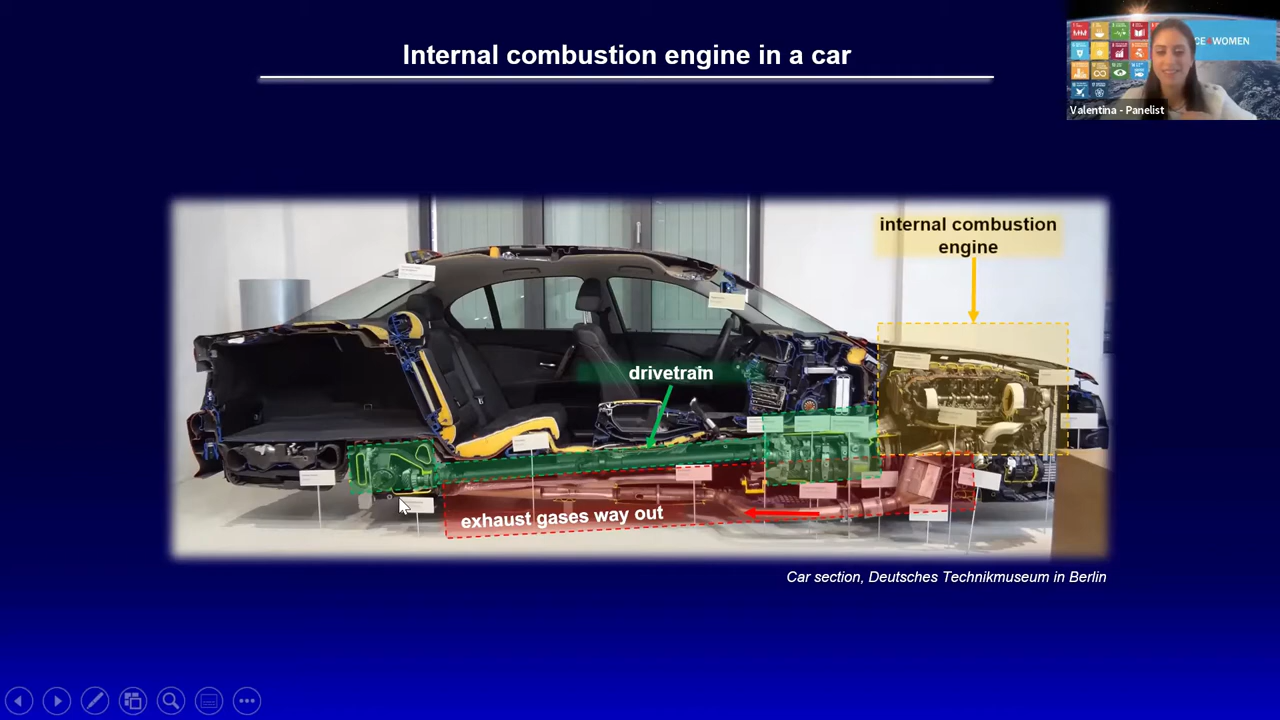 Internal combustion engine in a car
CE4WOMEN
Valentina - Panelist
internal combustion
engine
drivetrain
exhaust gases way out
Car section, Deutsches Technikmuseum in Berlin